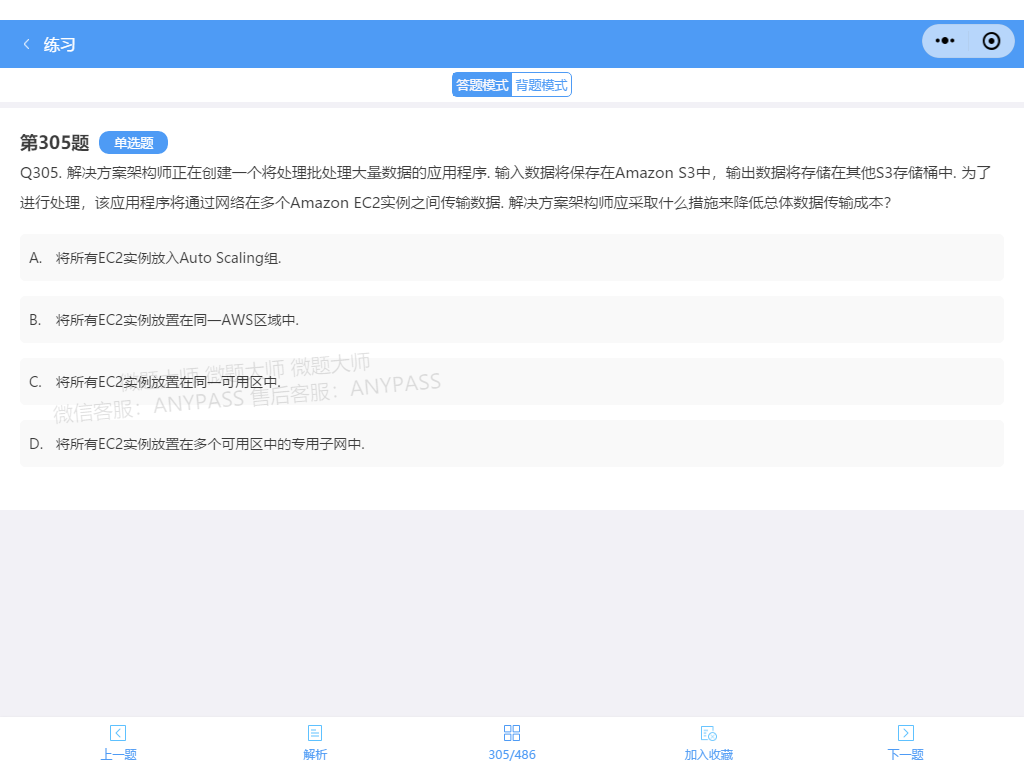 练习
答题模式 背题模式
第305题 单选题
Q305. 解决方案架构师正在创建一个将处理批处理大量数据的应用程序. 输入数据将保存在Amazon S3中，输出数据将存储在其他S3存储桶中. 为了
进行处理，该应用程序将通过网络在多个Amazon EC2实例之间传输数据. 解决方案架构师应采取什么措施来降低总体数据传输成本?
A. 将所有EC2实例放入Auto Scaling组.
B. 将所有EC2实例放置在同一AWS区域中.
微题大师 微题大师 微题大师
C. 将所有EC2实例放置在同一可用区中.
微信客服：ANYPASS 售后客服：ANYPASS
D. 将所有EC2实例放置在多个可用区中的专用子网中.
上一题 解析 305/486 加入收藏 下一题